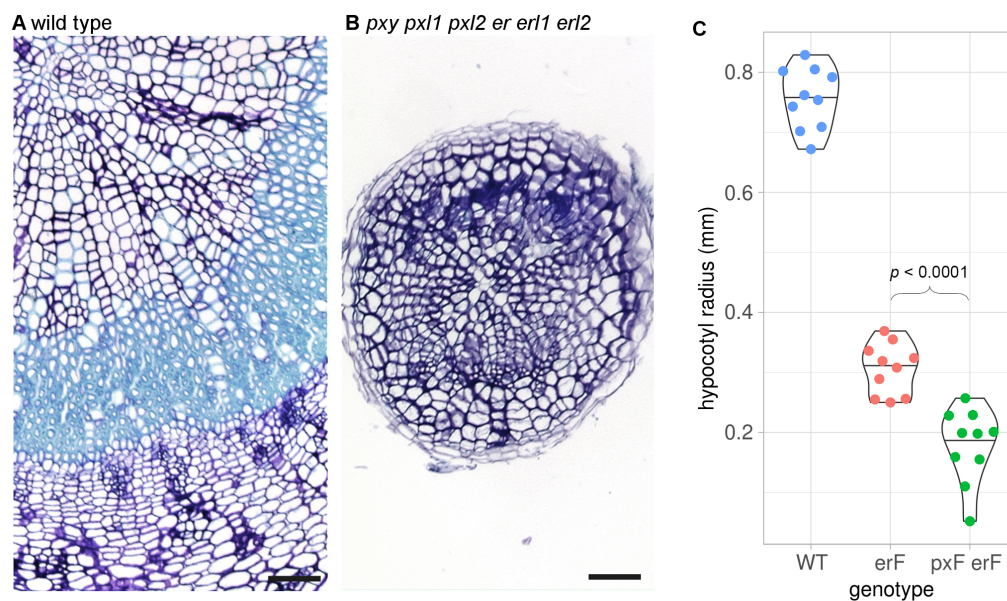 A wild type
B pxy pxl1 pxl2 er erl1 erl2
C
hypocotyl radius (mm)
0.8
0.6
0.4
0.2
p < 0.0001
WT erF pxF erF
genotype